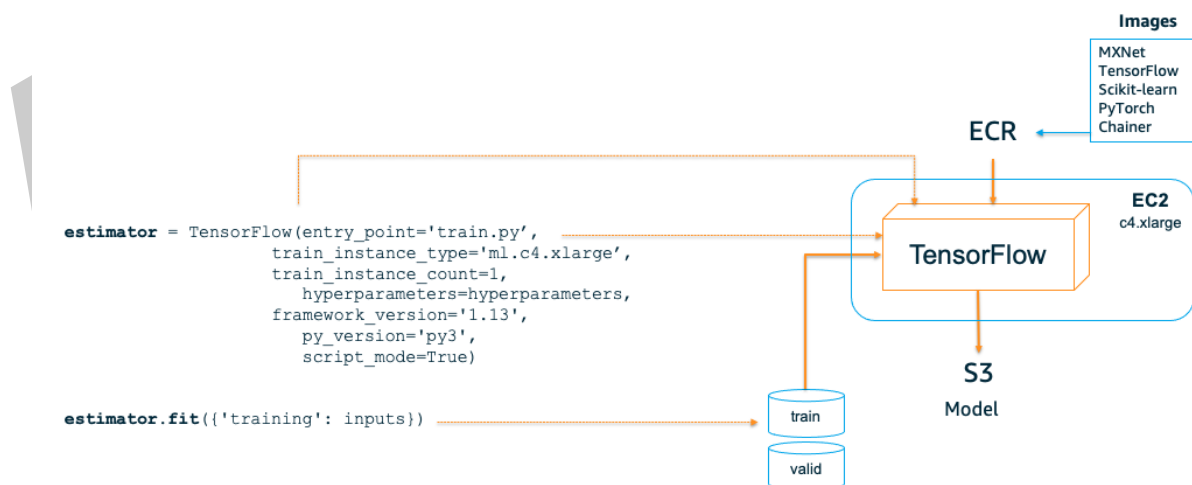 Images
MXNet
TensorFlow
Scikit-learn
PyTorch
Chainer
ECR
EC2
c4.xlarge
TensorFlow
estimator = TensorFlow(entry_point='train.py’,
train_instance_type='ml.c4.xlarge’,
train_instance_count=1,
hyperparameters=hyperparameters,
framework_version='1.13',
py_version='py3',
script_mode=True)
S3
Model
estimator.fit({'training': inputs})
train
valid